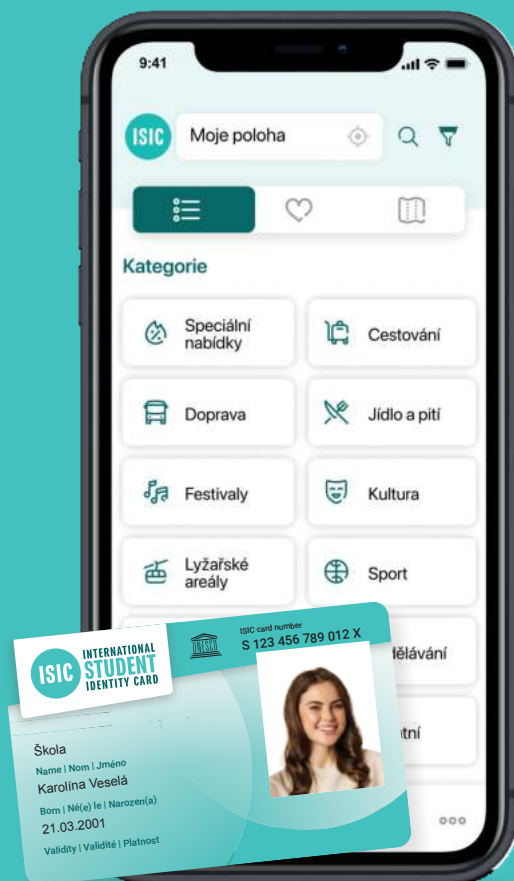 9:41
ISIC
Moje poloha
Kategorie
Speciální
nabídky
Cestování
Doprava
Jídlo a pití
Festivaly
Kultura
Lyžařské
areály
Sport
ISIC
INTERNATIONAL
STUDENT
IDENTITY CARD
UNESCO
ISIC card number
S 123 456 789 012 X
Škola
Name | Nom | Jméno
Karolína Veselá
Born | Né(e) le | Narozen(a)
21.03.2001
Validity | Validité | Platnost